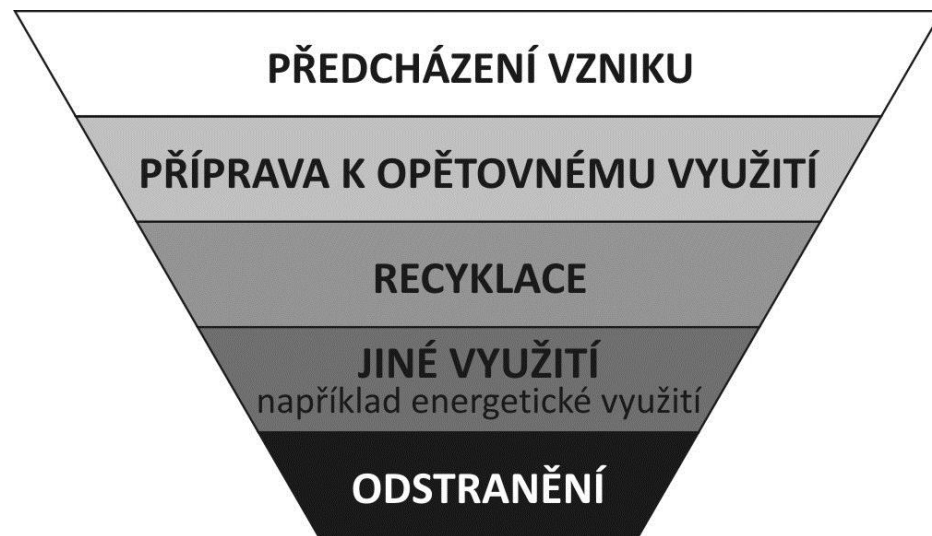 PŘEDCHÁZENÍ VZNIKU
PŘÍPRAVA K OPĚTOVNÉMU VYUŽITÍ
RECYKLACE
JINÉ VYUŽITÍ
například energetické využití
ODSTRANĚNÍ